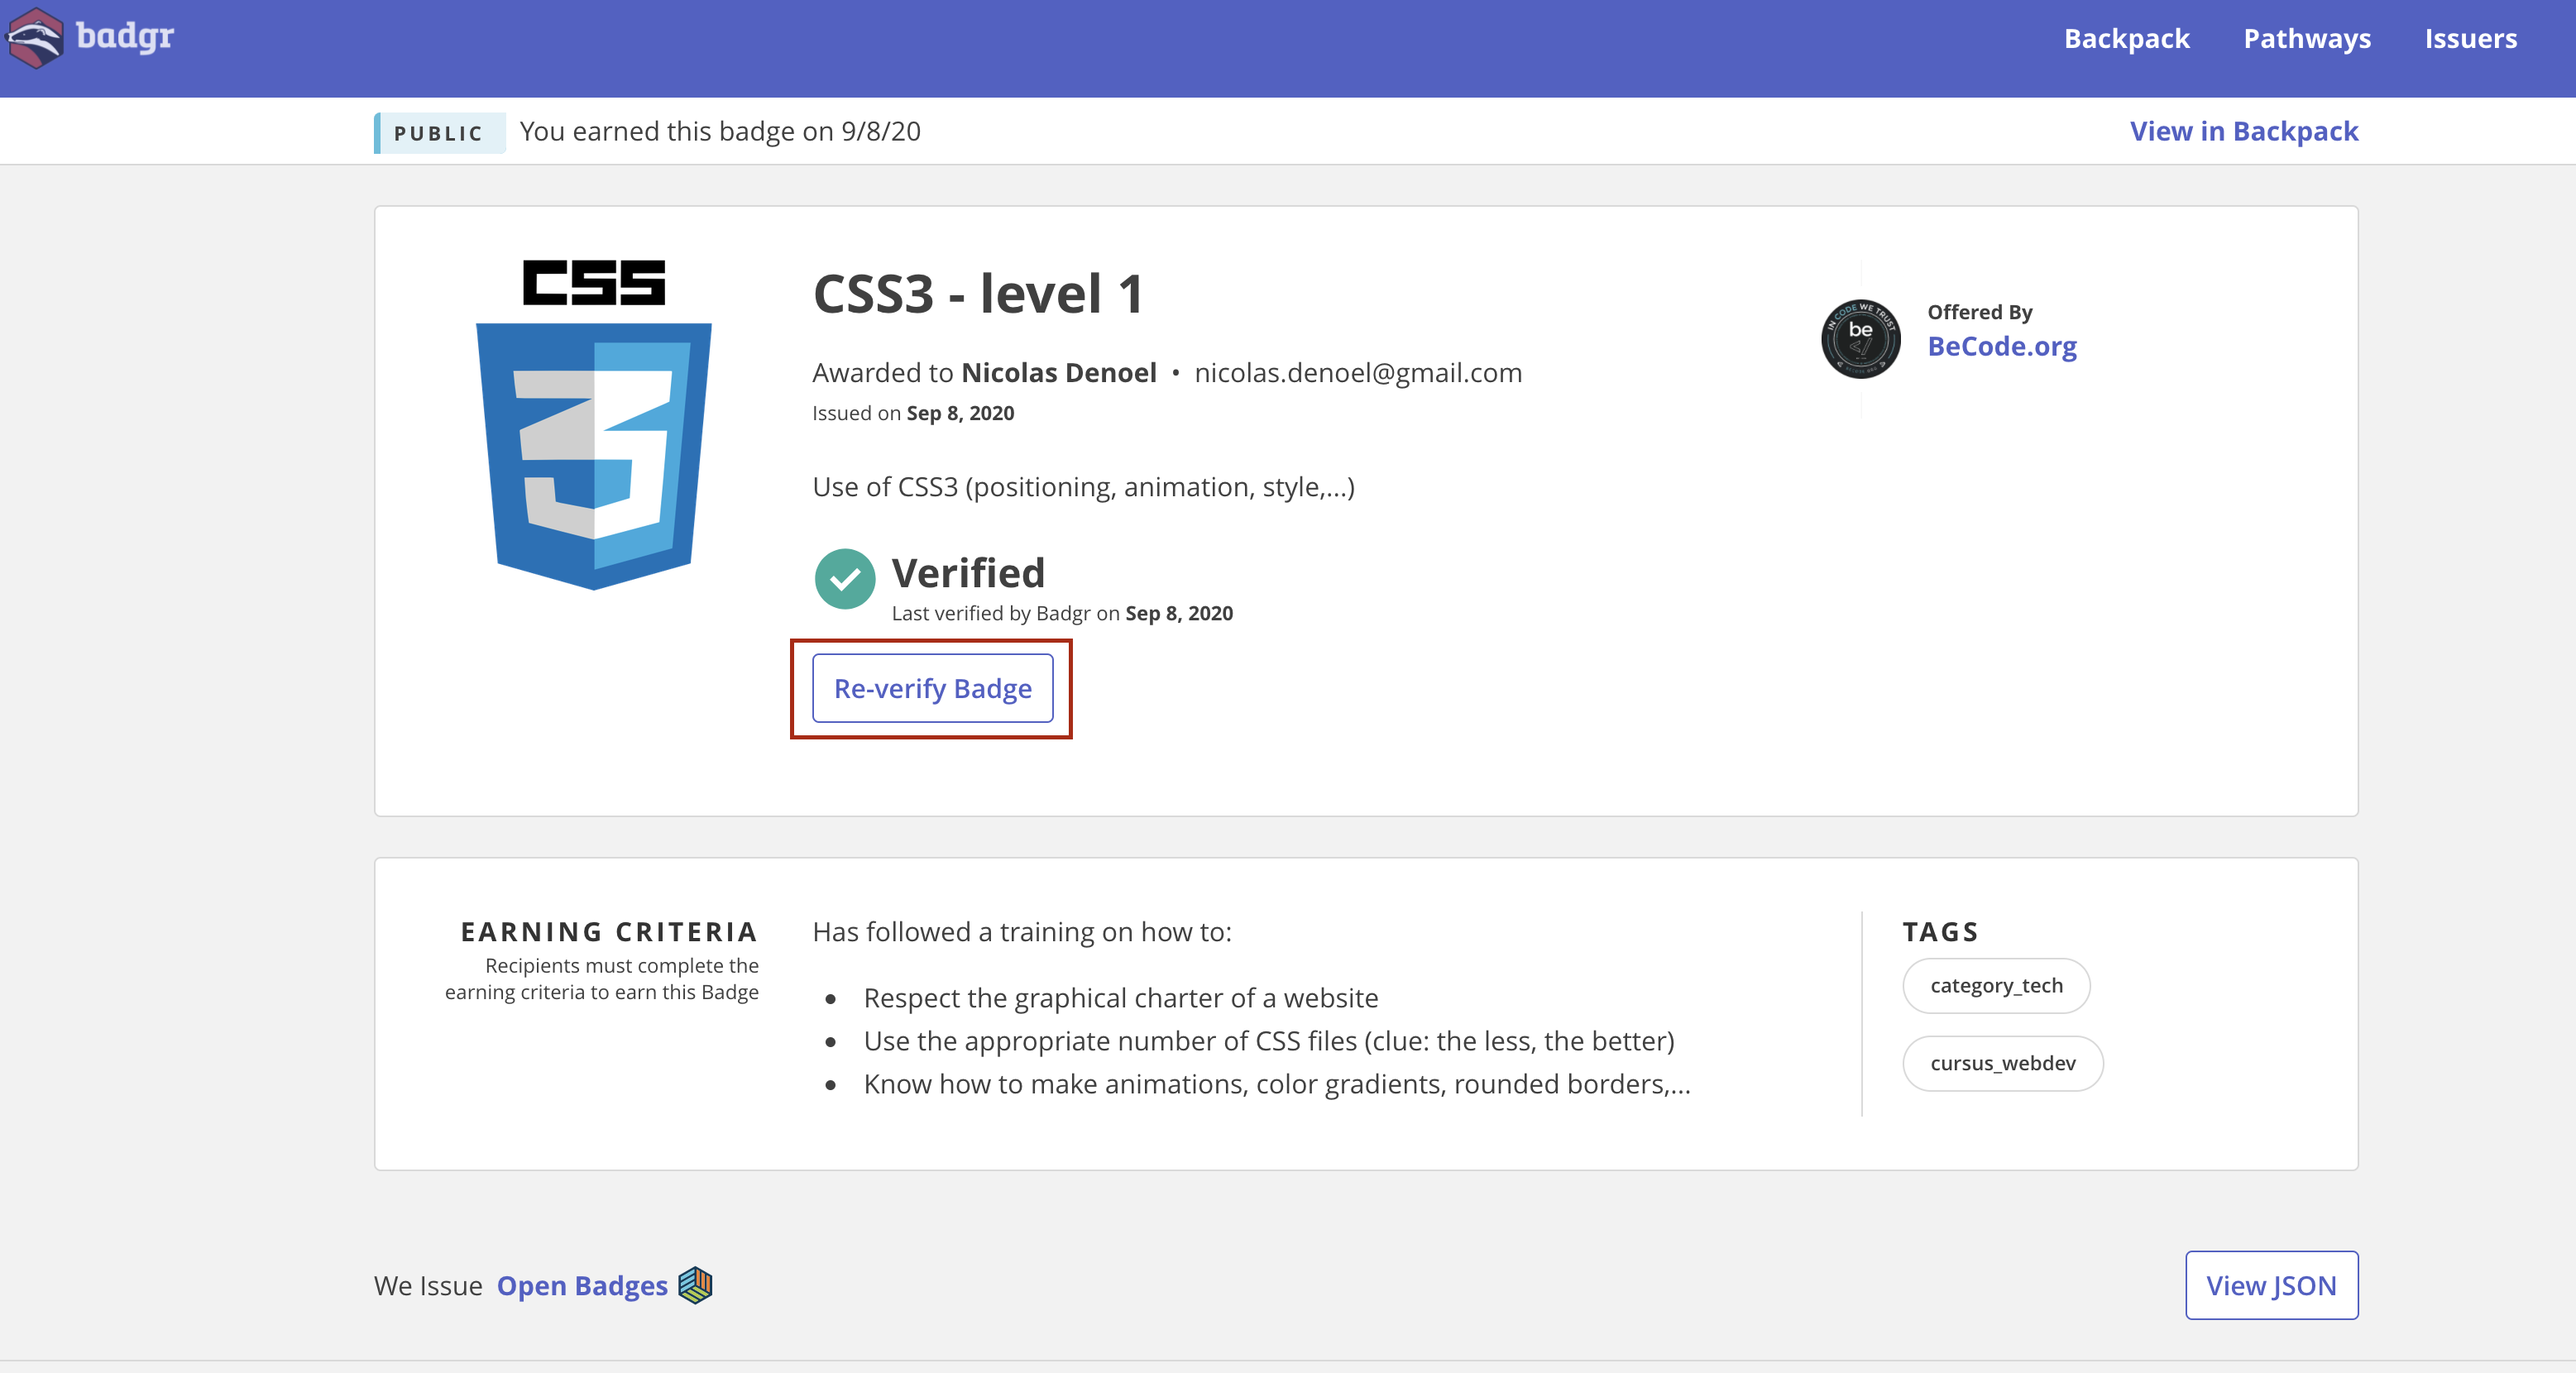 badgr
Backpack
Pathways
Issuers
PUBLIC
You earned this badge on 9/8/20
View in Backpack
CSS
3
CSS3 - level 1
Awarded to Nicolas Denoel • nicolas.denoel@gmail.com
Issued on Sep 8, 2020
Use of CSS3 (positioning, animation, style,...)
Verified
Last verified by Badgr on Sep 8, 2020
Re-verify Badge
IN CODE WE TRUST
be
</>
Offered By
BeCode.org
EARNING CRITERIA
Recipients must complete the
earning criteria to earn this Badge
Has followed a training on how to:
• Respect the graphical charter of a website
• Use the appropriate number of CSS files (clue: the less, the better)
• Know how to make animations, color gradients, rounded borders,...
TAGS
category_tech
cursus_webdev
We Issue Open Badges
View JSON